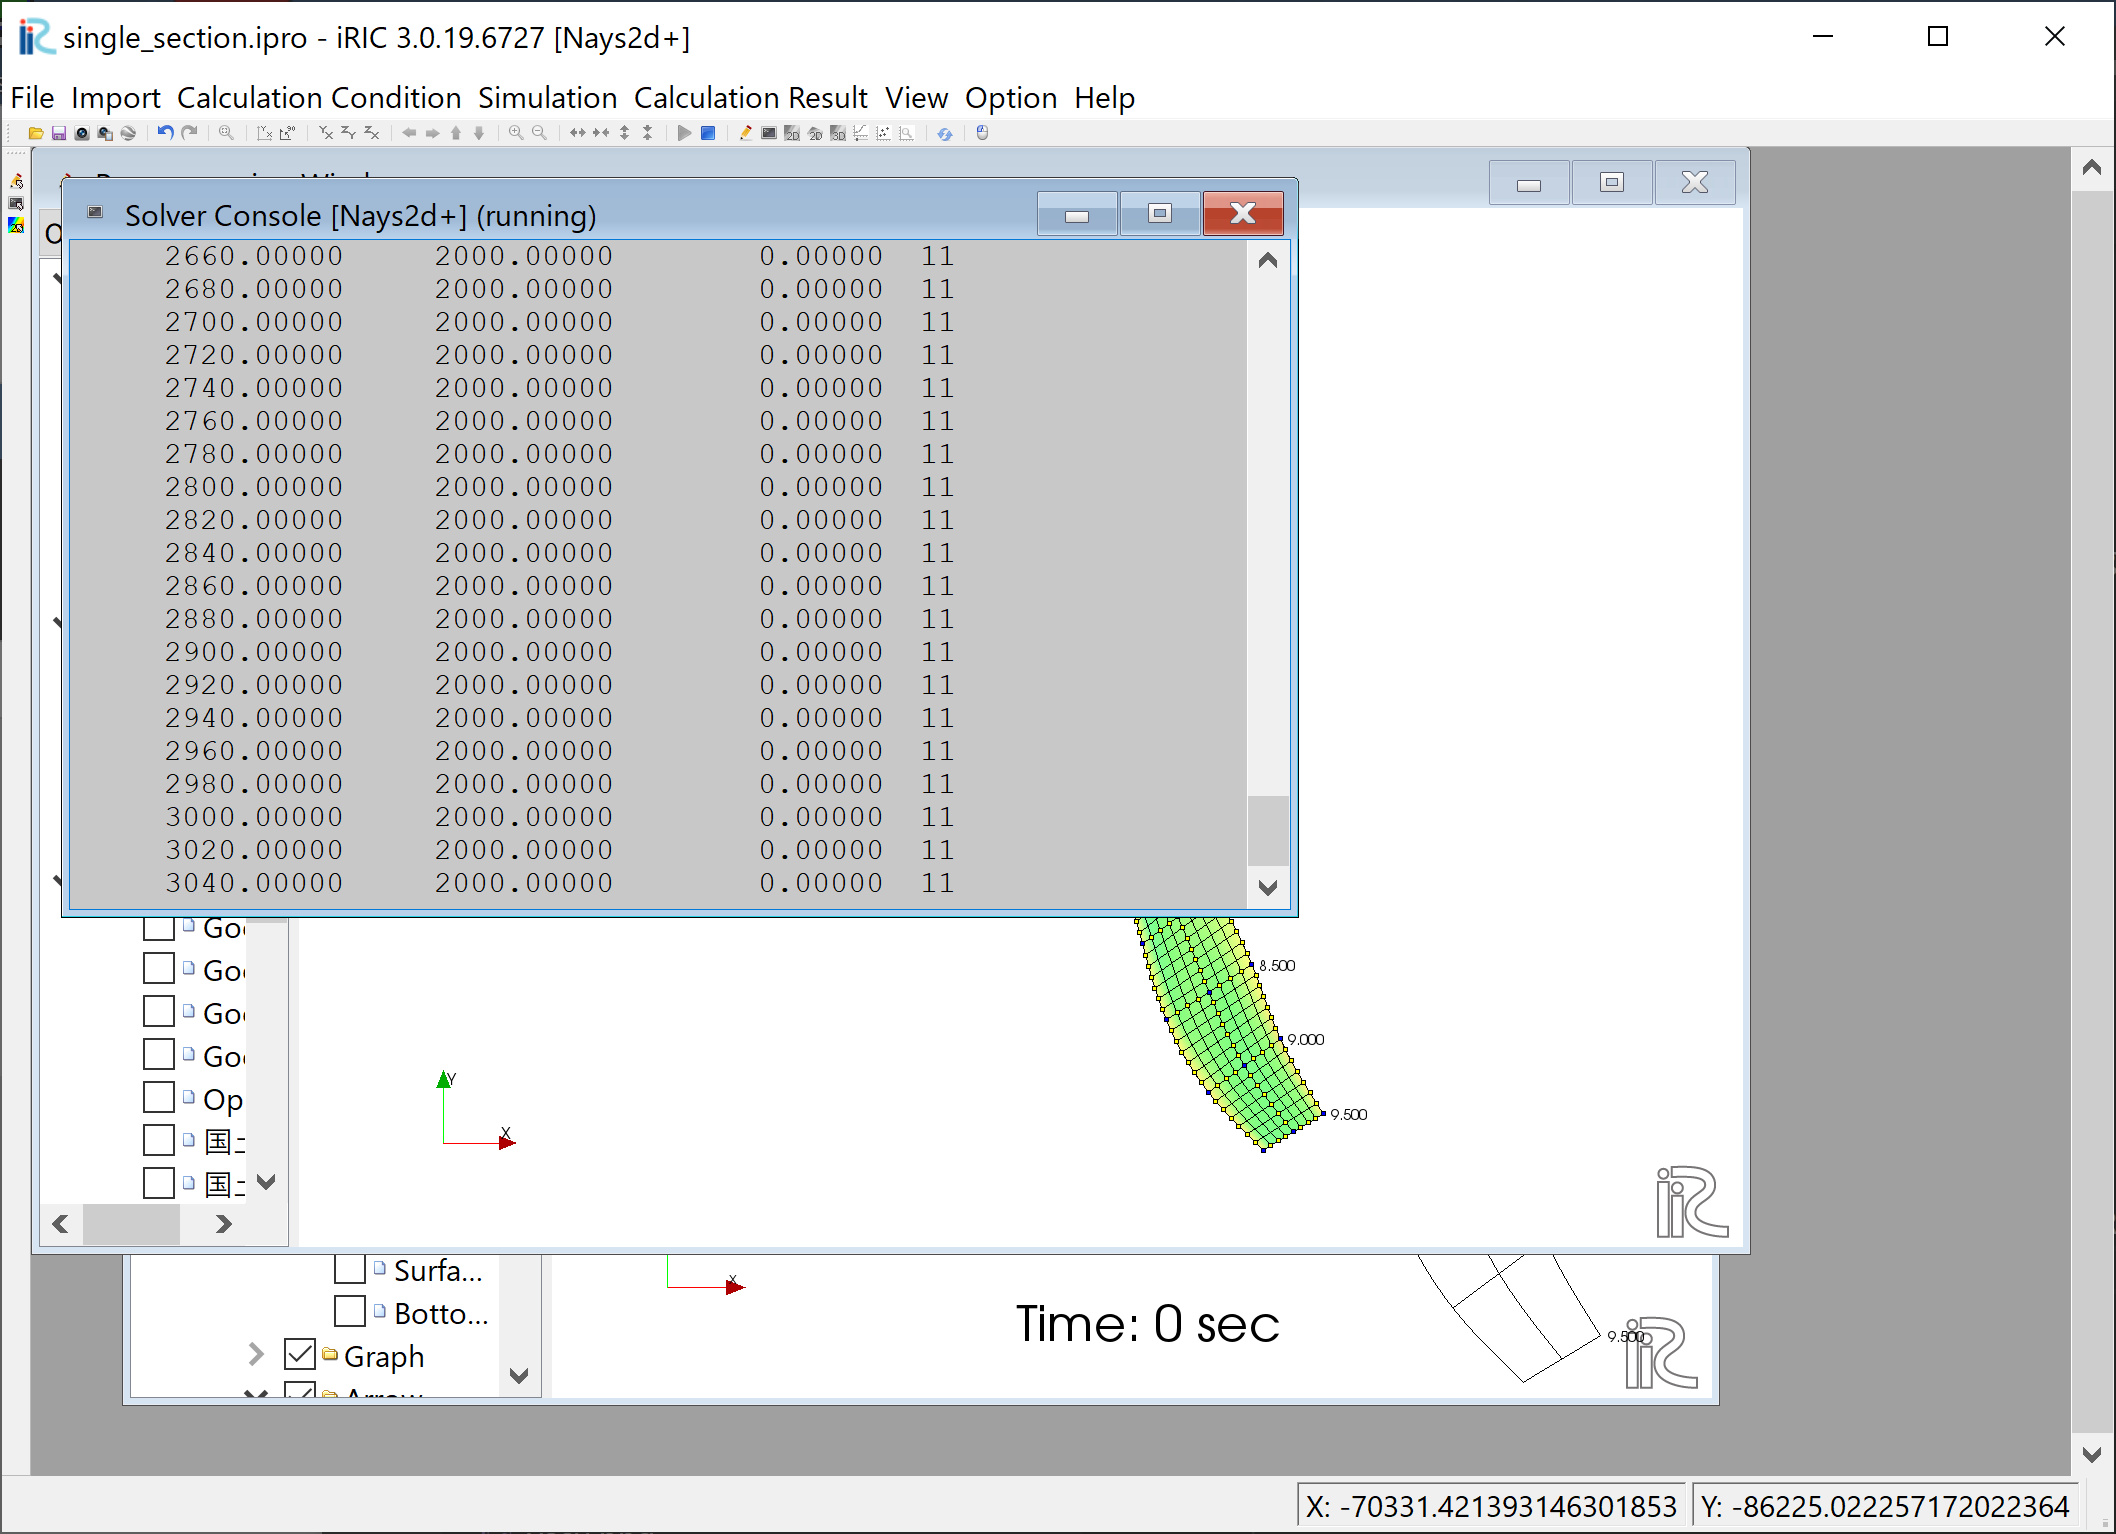 single_section.ipro - iRIC 3.0.19.6727 [Nays2d+]
File Import Calculation Condition Simulation Calculation Result View Option Help
Solver Console [Nays2d+] (running)
2660.00000 2000.00000 0.00000 11
2680.00000 2000.00000 0.00000 11
2700.00000 2000.00000 0.00000 11
2720.00000 2000.00000 0.00000 11
2740.00000 2000.00000 0.00000 11
2760.00000 2000.00000 0.00000 11
2780.00000 2000.00000 0.00000 11
2800.00000 2000.00000 0.00000 11
2820.00000 2000.00000 0.00000 11
2840.00000 2000.00000 0.00000 11
2860.00000 2000.00000 0.00000 11
2880.00000 2000.00000 0.00000 11
2900.00000 2000.00000 0.00000 11
2920.00000 2000.00000 0.00000 11
2940.00000 2000.00000 0.00000 11
2960.00000 2000.00000 0.00000 11
2980.00000 2000.00000 0.00000 11
3000.00000 2000.00000 0.00000 11
3020.00000 2000.00000 0.00000 11
3040.00000 2000.00000 0.00000 11
Goo
Goo
Goo
Goo
Op
国土
国土
8.500
9.000
9.500
Y
X
iRIC
Surfa...
Botto...
Graph
Arrow
X
Time: 0 sec
9.500
iRIC
X: -70331.421393146301853 Y: -86225.022257172022364